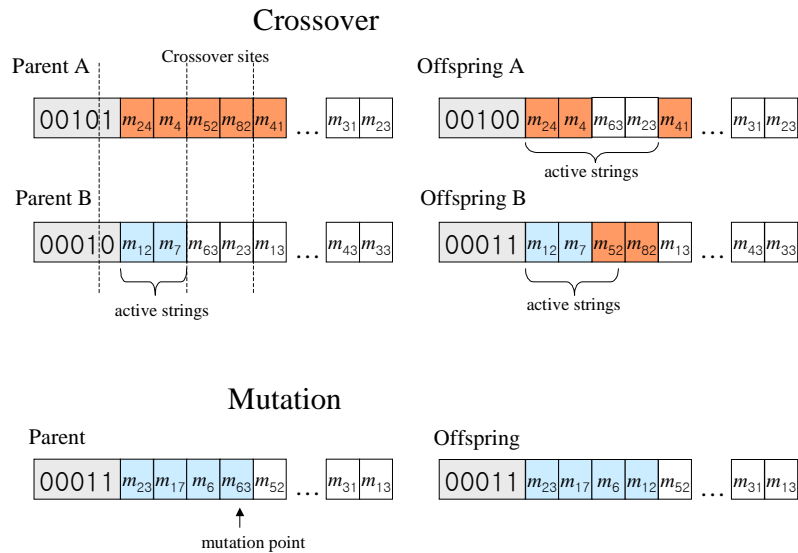 Crossover
Crossover sites
Parent A
00101 m24 m4 m52 m82 m41 ... m31 m23
Offspring A
00100 m24 m4 m63 m23 m41 ... m31 m23
active strings
Parent B
00010 m12 m7 m63 m23 m13 ... m43 m33
active strings
Offspring B
00011 m12 m7 m52 m82 m13 ... m43 m33
active strings
Mutation
Parent
00011 m23 m17 m6 m63 m52 ... m31 m13
mutation point
Offspring
00011 m23 m17 m6 m12 m52 ... m31 m13